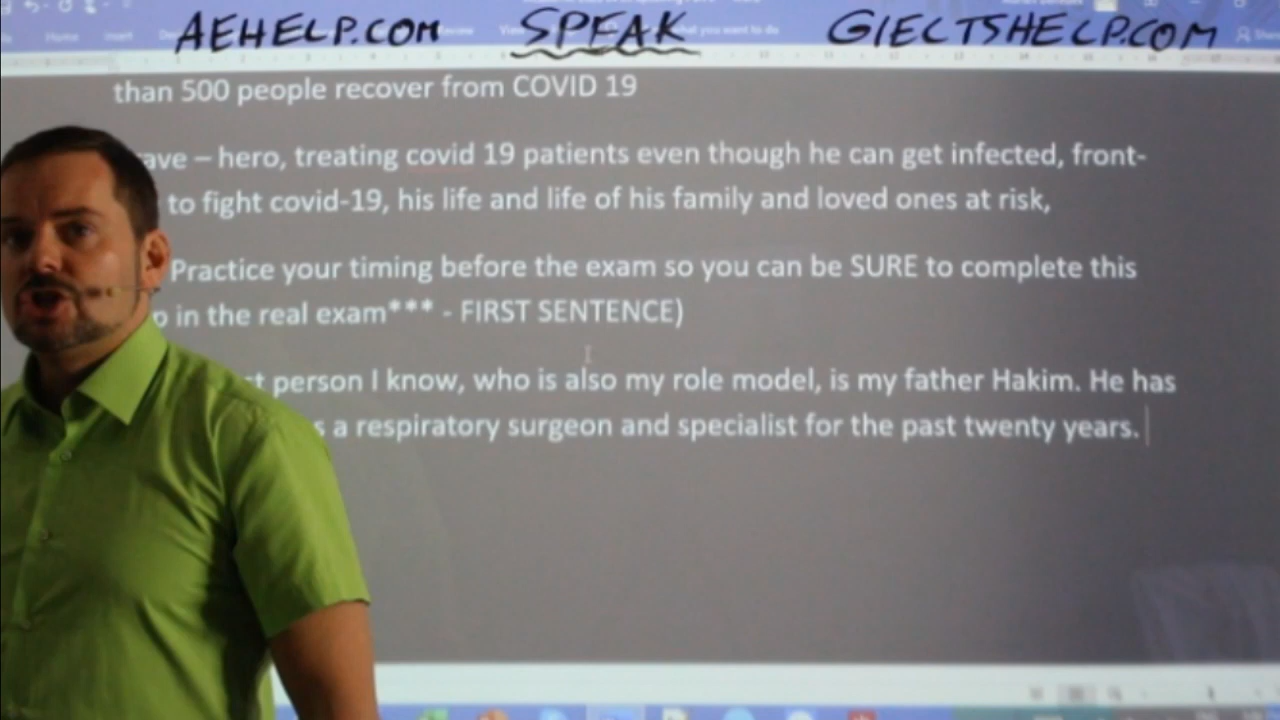 AEHELP.COM SPEAK GIELTSHELP.COM
Home Insert View
than 500 people recover from COVID 19
ave – hero, treating covid 19 patients even though he can get infected, front-
to fight covid-19, his life and life of his family and loved ones at risk,
Practice your timing before the exam so you can be SURE to complete this
p in the real exam*** - FIRST SENTENCE)
t person I know, who is also my role model, is my father Hakim. He has
s a respiratory surgeon and specialist for the past twenty years.